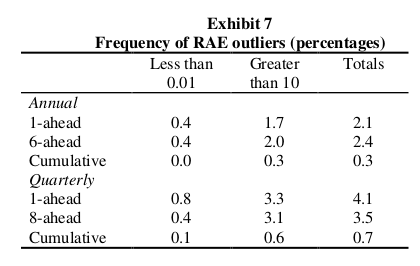 Exhibit 7
Frequency of RAE outliers (percentages)
Less than Greater Totals
0.01 than 10
Annual
1-ahead 0.4 1.7 2.1
6-ahead 0.4 2.0 2.4
Cumulative 0.0 0.3 0.3
Quarterly
1-ahead 0.8 3.3 4.1
8-ahead 0.4 3.1 3.5
Cumulative 0.1 0.6 0.7